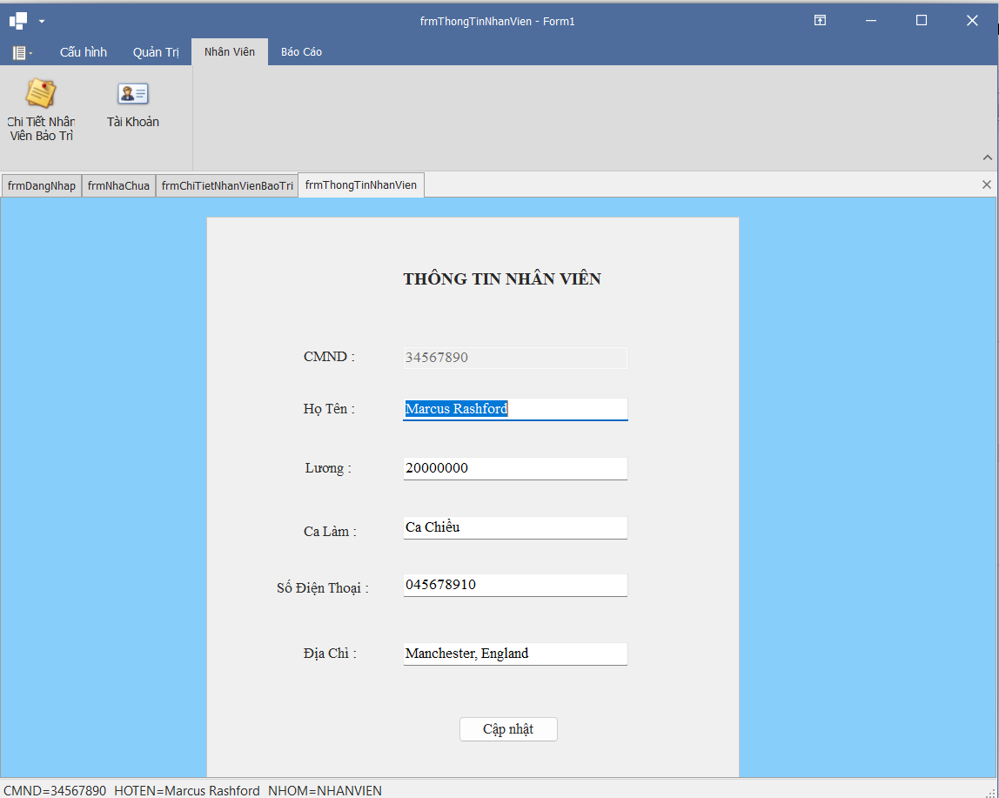 frmThongTinNhanVien - Form1
Cấu hình Quản Trị Nhân Viên Báo Cáo
Chi Tiết Nhân
Viên Bảo Trì
Tài Khoản
frmDangNhap frmNhaChua frmChiTietNhanVienBaoTri frmThongTinNhanVien
THÔNG TIN NHÂN VIÊN
CMND : 34567890
Họ Tên : Marcus Rashford
Lương : 20000000
Ca Làm : Ca Chiều
Số Điện Thoại : 045678910
Địa Chỉ : Manchester, England
Cập nhật
CMND=34567890 HOTEN=Marcus Rashford NHOM=NHANVIEN